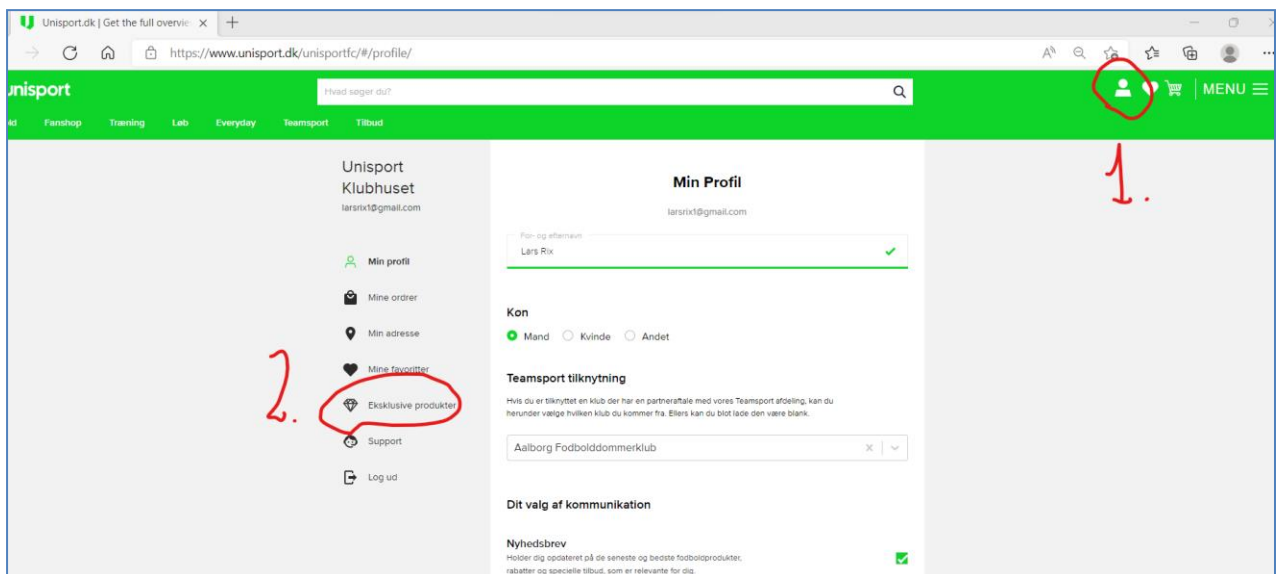 Unisport.dk | Get the full overvie
https://www.unisport.dk/unisportfc/#/profile/
unisport
Hvad søger du?
MENU
Fanshop Træning Løb Everyday Teamsport Tilbud
1.
Unisport
Klubhuset
larsrix1@gmail.com
Min profil
Mine ordrer
Min adresse
Mine favoritter
2.
Eksklusive produkter
Support
Log ud
Min Profil
larsrix1@gmail.com
For- og efternavn
Lars Rix
Køn
Mand Kvinde Andet
Teamsport tilknytning
Hvis du er tilknyttet en klub der har en partneraftale med vores Teamsport afdeling, kan du
herunder vælge hvilken klub du kommer fra. Ellers kan du blot lade den være blank.
Aalborg Fodbolddommerklub
Dit valg af kommunikation
Nyhedsbrev
Holder dig opdateret på de seneste og bedste fodboldprodukter,
rabatter og specielle tilbud, som er relevante for dig.